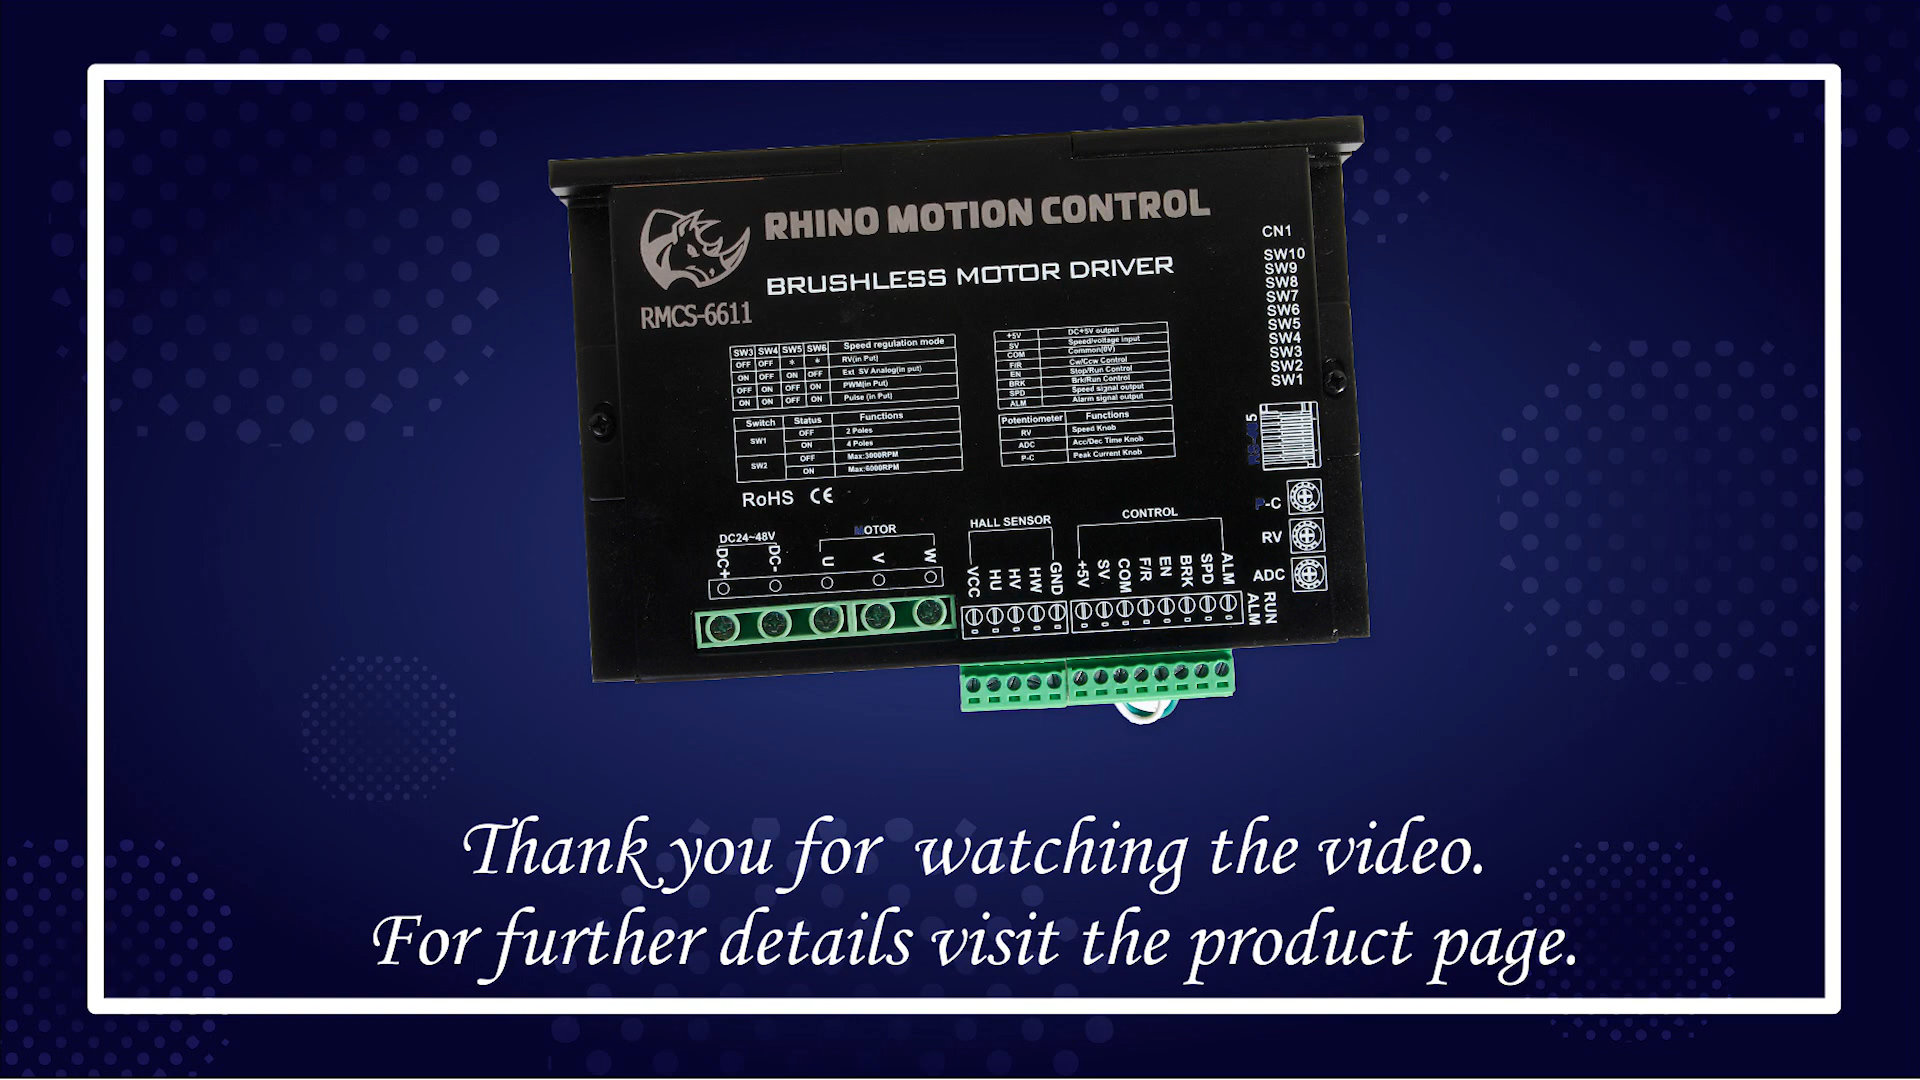 RHINO MOTION CONTROL
BRUSHLESS MOTOR DRIVER
RMCS-6611
CN1
SW10
SW9
SW8
SW7
SW6
SW5
SW4
SW3
SW2
SW1
SW3 SW4 SW5 SW6 Speed regulation mode
OFF OFF * * RV(in Put)
ON OFF ON OFF Ext SV Analog(in put)
OFF ON OFF ON PWM(in Put)
ON ON OFF ON Pulse (in Put)
Switch Status Functions
SW1 OFF 2 Poles
ON 4 Poles
SW2 OFF Max:3000RPM
ON Max:6000RPM
+5V DC+5V output
SV Speed/voltage input
COM Common(0V)
F/R Cw/Ccw Control
EN Stop/Run Control
BRK Brk/Run Control
SPD Speed signal output
ALM Alarm signal output
Potentiometer Functions
RV Speed Knob
ADC Acc/Dec Time Knob
P-C Peak Current Knob
RoHS CE
RS-485
P-C
RV
ADC
DC24~48V
DC+ DC-
MOTOR
U V W
HALL SENSOR
VCC HU HV HW GND
CONTROL
+5V SV COM F/R EN BRK SPD ALM
RUN
ALM
Thank you for watching the video.
For further details visit the product page.